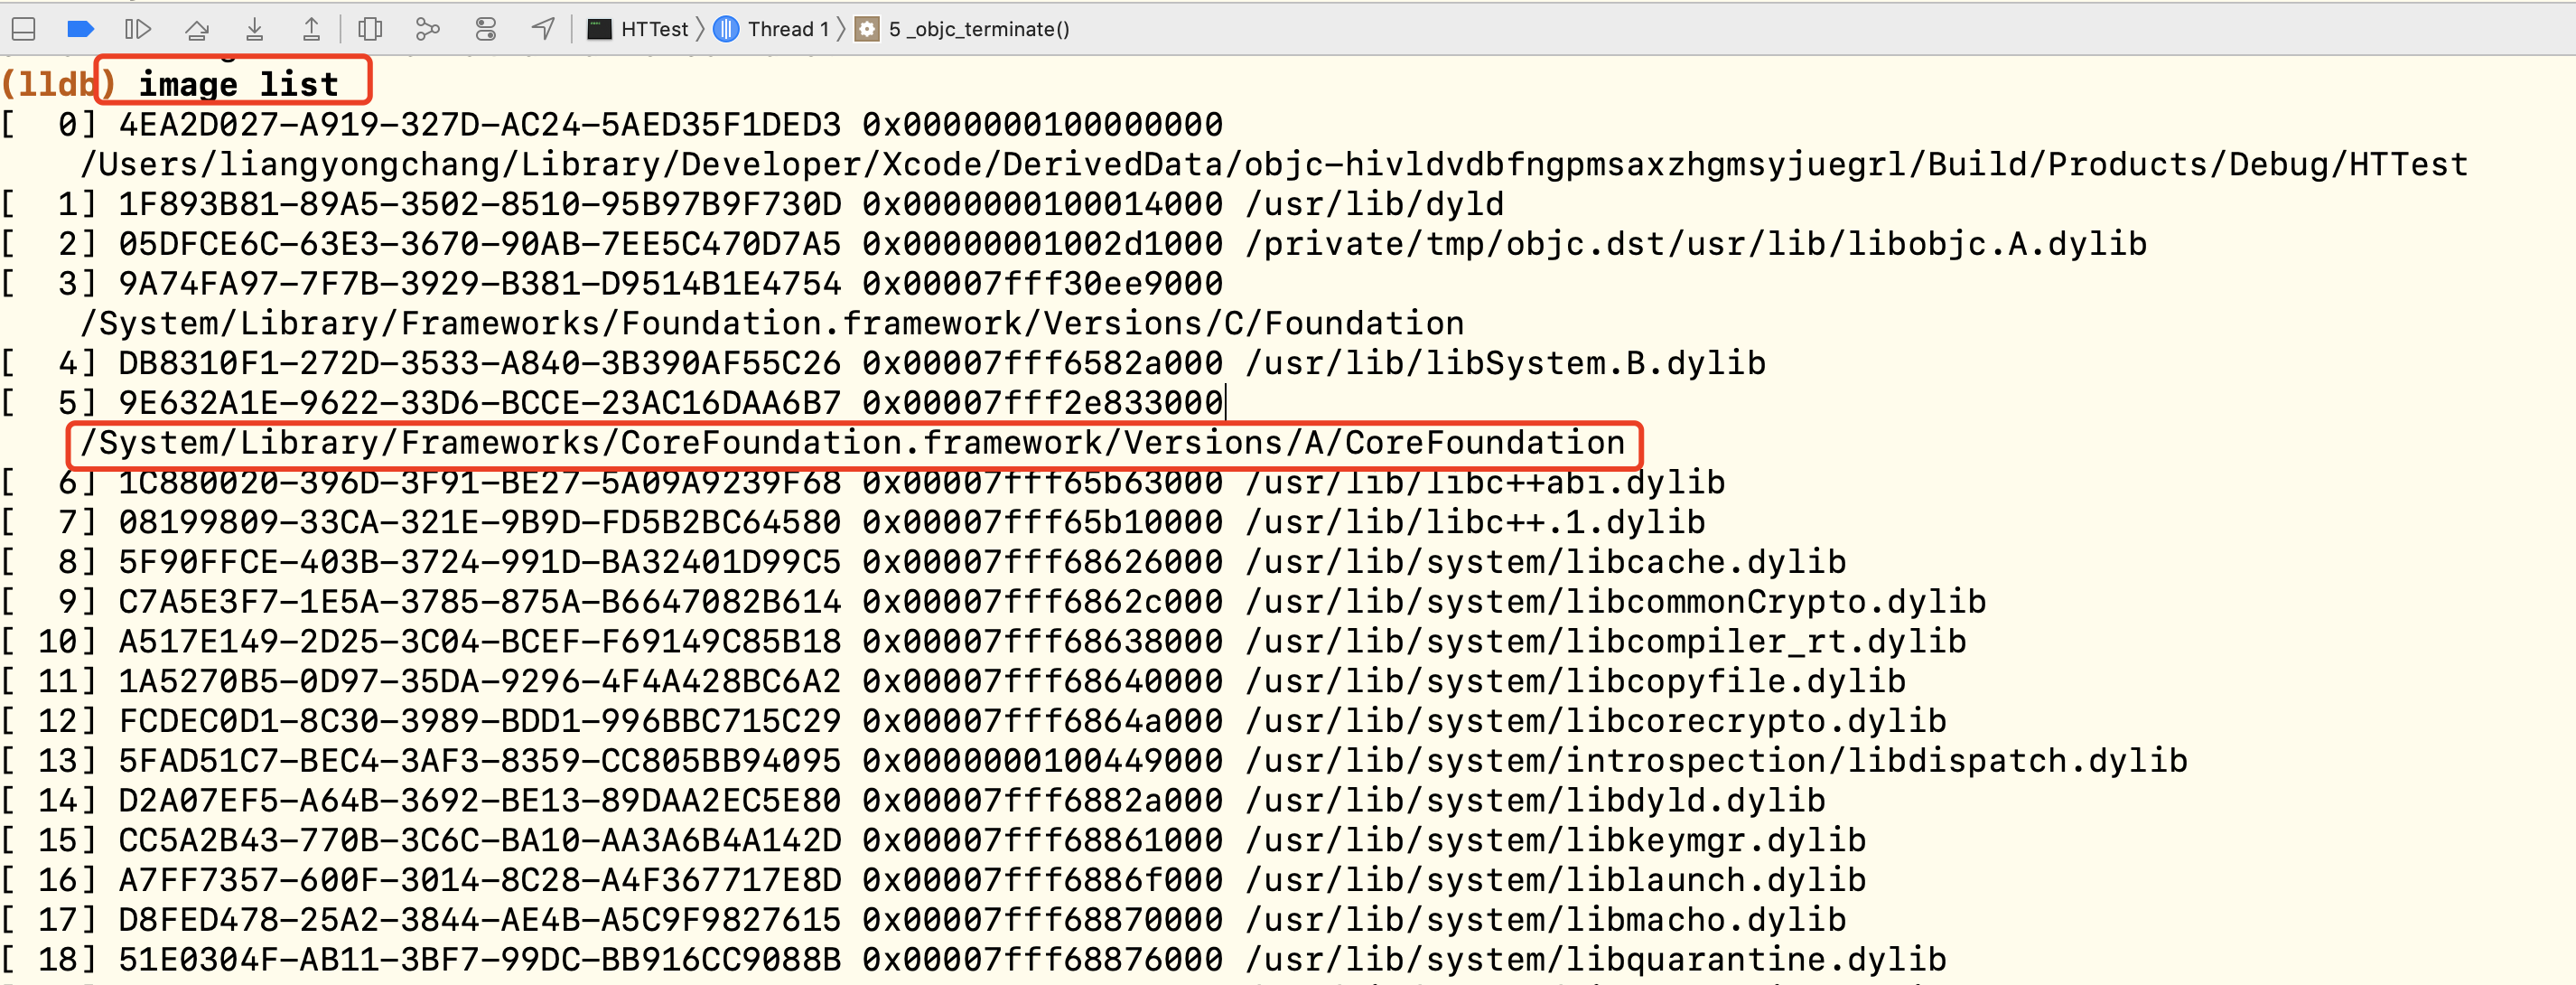 HTTest Thread 1 5 _objc_terminate()
(lldb) image list
[  0] 4EA2D027-A919-327D-AC24-5AED35F1DED3 0x0000000100000000
/Users/liangyongchang/Library/Developer/Xcode/DerivedData/objc-hivldvdbfngpmsaxzhgmsyjuegrl/Build/Products/Debug/HTTest
[  1] 1F893B81-89A5-3502-8510-95B97B9F730D 0x0000000100014000 /usr/lib/dyld
[  2] 05DFCE6C-63E3-3670-90AB-7EE5C470D7A5 0x00000001002d1000 /private/tmp/objc.dst/usr/lib/libobjc.A.dylib
[  3] 9A74FA97-7F7B-3929-B381-D9514B1E4754 0x00007fff30ee9000
/System/Library/Frameworks/Foundation.framework/Versions/C/Foundation
[  4] DB8310F1-272D-3533-A840-3B390AF55C26 0x00007fff6582a000 /usr/lib/libSystem.B.dylib
[  5] 9E632A1E-9622-33D6-BCCE-23AC16DAA6B7 0x00007fff2e833000
/System/Library/Frameworks/CoreFoundation.framework/Versions/A/CoreFoundation
[  6] 1C880020-396D-3F91-BE27-5A09A9239F68 0x00007fff65b63000 /usr/lib/libc++abi.dylib
[  7] 08199809-33CA-321E-9B9D-FD5B2BC64580 0x00007fff65b10000 /usr/lib/libc++.1.dylib
[  8] 5F90FFCE-403B-3724-991D-BA32401D99C5 0x00007fff68626000 /usr/lib/system/libcache.dylib
[  9] C7A5E3F7-1E5A-3785-875A-B6647082B614 0x00007fff6862c000 /usr/lib/system/libcommonCrypto.dylib
[ 10] A517E149-2D25-3C04-BCEF-F69149C85B18 0x00007fff68638000 /usr/lib/system/libcompiler_rt.dylib
[ 11] 1A5270B5-0D97-35DA-9296-4F4A428BC6A2 0x00007fff68640000 /usr/lib/system/libcopyfile.dylib
[ 12] FCDEC0D1-8C30-3989-BDD1-996BBC715C29 0x00007fff6864a000 /usr/lib/system/libcorecrypto.dylib
[ 13] 5FAD51C7-BEC4-3AF3-8359-CC805BB94095 0x0000000100449000 /usr/lib/system/introspection/libdispatch.dylib
[ 14] D2A07EF5-A64B-3692-BE13-89DAA2EC5E80 0x00007fff6882a000 /usr/lib/system/libdyld.dylib
[ 15] CC5A2B43-770B-3C6C-BA10-AA3A6B4A142D 0x00007fff68861000 /usr/lib/system/libkeymgr.dylib
[ 16] A7FF7357-600F-3014-8C28-A4F367717E8D 0x00007fff6886f000 /usr/lib/system/liblaunch.dylib
[ 17] D8FED478-25A2-3844-AE4B-A5C9F9827615 0x00007fff68870000 /usr/lib/system/libmacho.dylib
[ 18] 51E0304F-AB11-3BF7-99DC-BB916CC9088B 0x00007fff68876000 /usr/lib/system/libquarantine.dylib